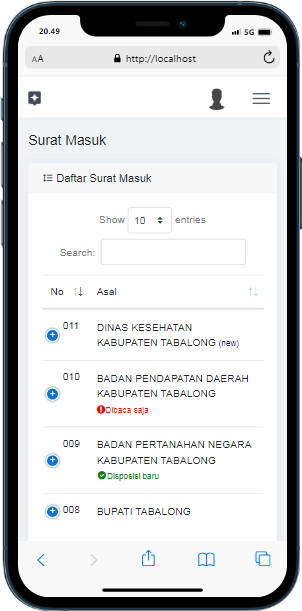 20.49
5G
AA
http://localhost
Surat Masuk
Daftar Surat Masuk
Show 10 entries
Search:
No Asal
011 DINAS KESEHATAN
KABUPATEN TABALONG (new)
010 BADAN PENDAPATAN DAERAH
KABUPATEN TABALONG
Dibaca saja
009 BADAN PERTANAHAN NEGARA
KABUPATEN TABALONG
Disposisi baru
008 BUPATI TABALONG